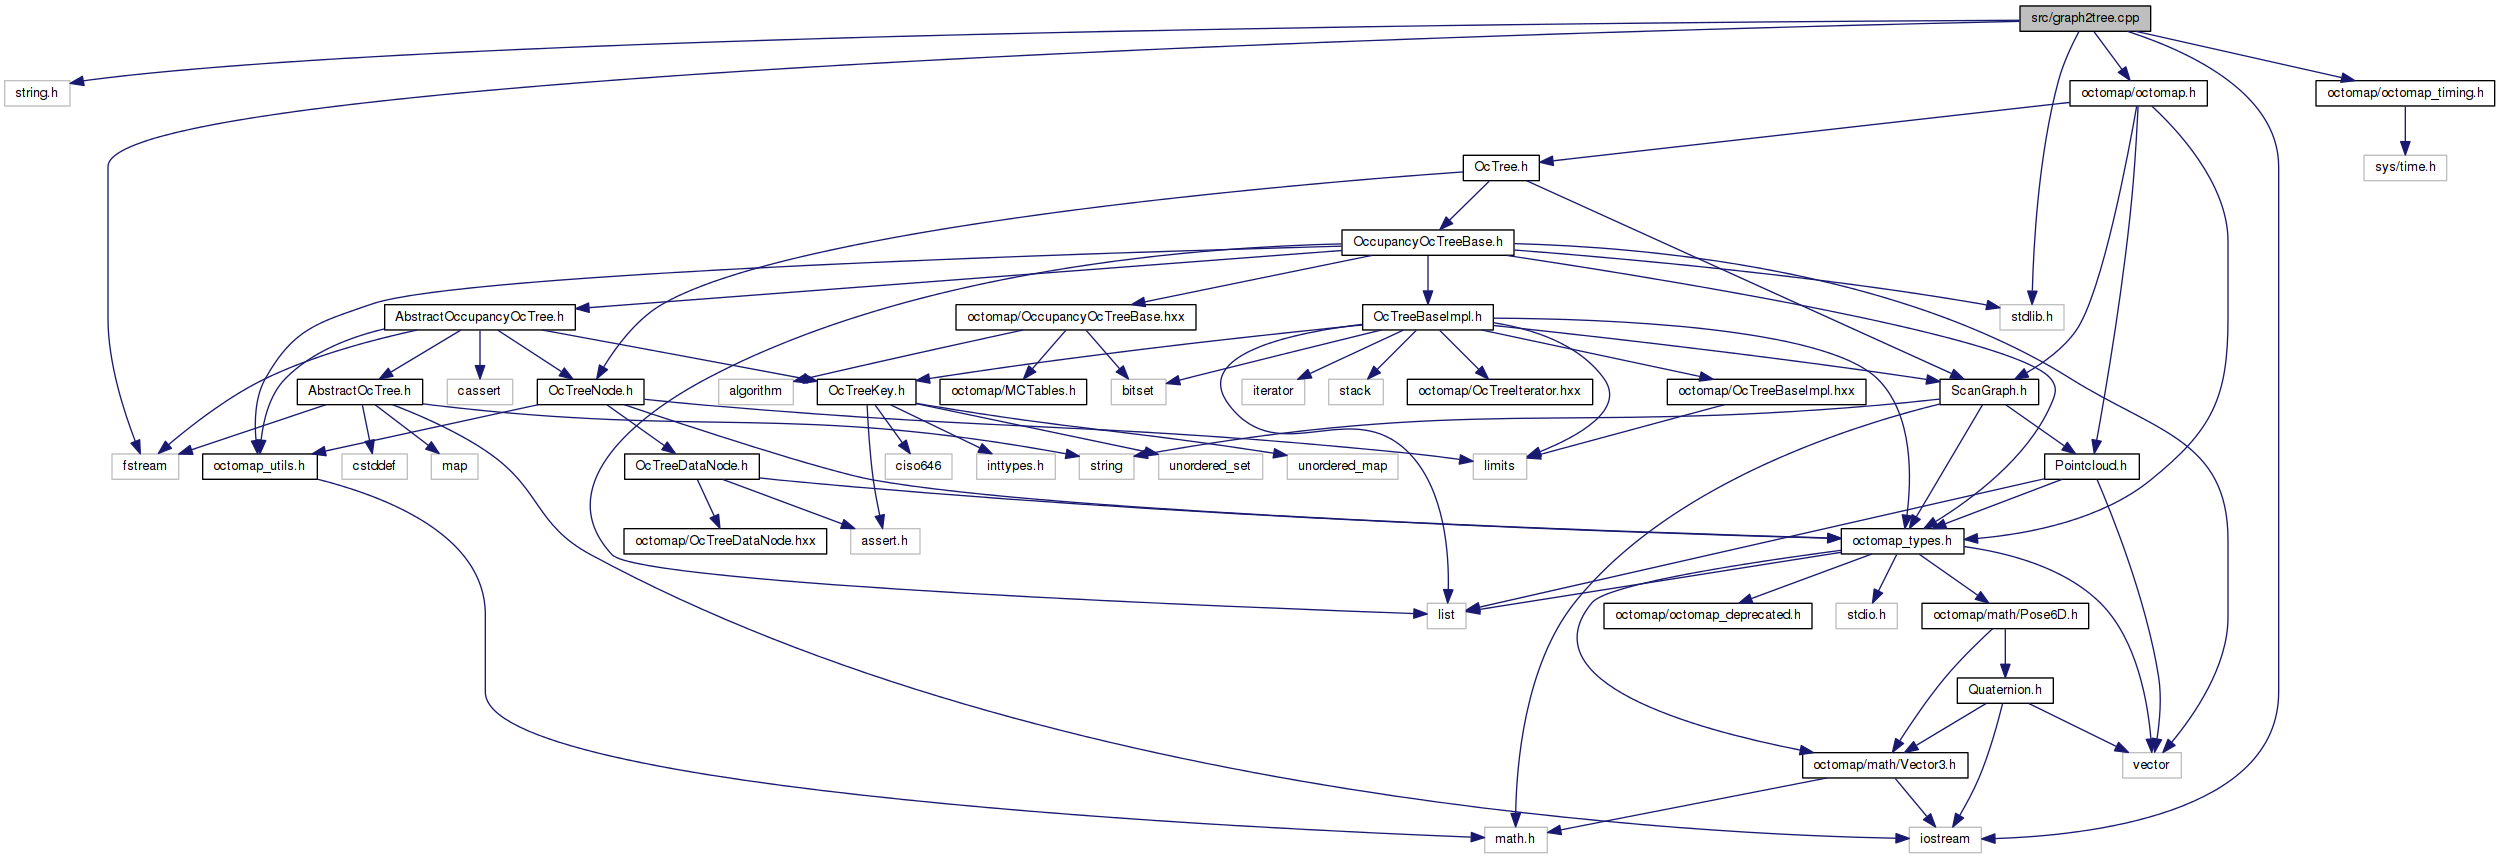 src/graph2tree.cpp
string.h
octomap/octomap.h
octomap/octomap_timing.h
OcTree.h
sys/time.h
OccupancyOcTreeBase.h
AbstractOccupancyOcTree.h
octomap/OccupancyOcTreeBase.hxx
OcTreeBaseImpl.h
stdlib.h
AbstractOcTree.h
cassert
OcTreeNode.h
algorithm
OcTreeKey.h
octomap/MCTables.h
bitset
iterator
stack
octomap/OcTreeIterator.hxx
octomap/OcTreeBaseImpl.hxx
ScanGraph.h
fstream
octomap_utils.h
cstddef
map
OcTreeDataNode.h
ciso646
inttypes.h
string
unordered_set
unordered_map
limits
Pointcloud.h
octomap/OcTreeDataNode.hxx
assert.h
octomap_types.h
list
octomap/octomap_deprecated.h
stdio.h
octomap/math/Pose6D.h
Quaternion.h
octomap/math/Vector3.h
vector
math.h
iostream